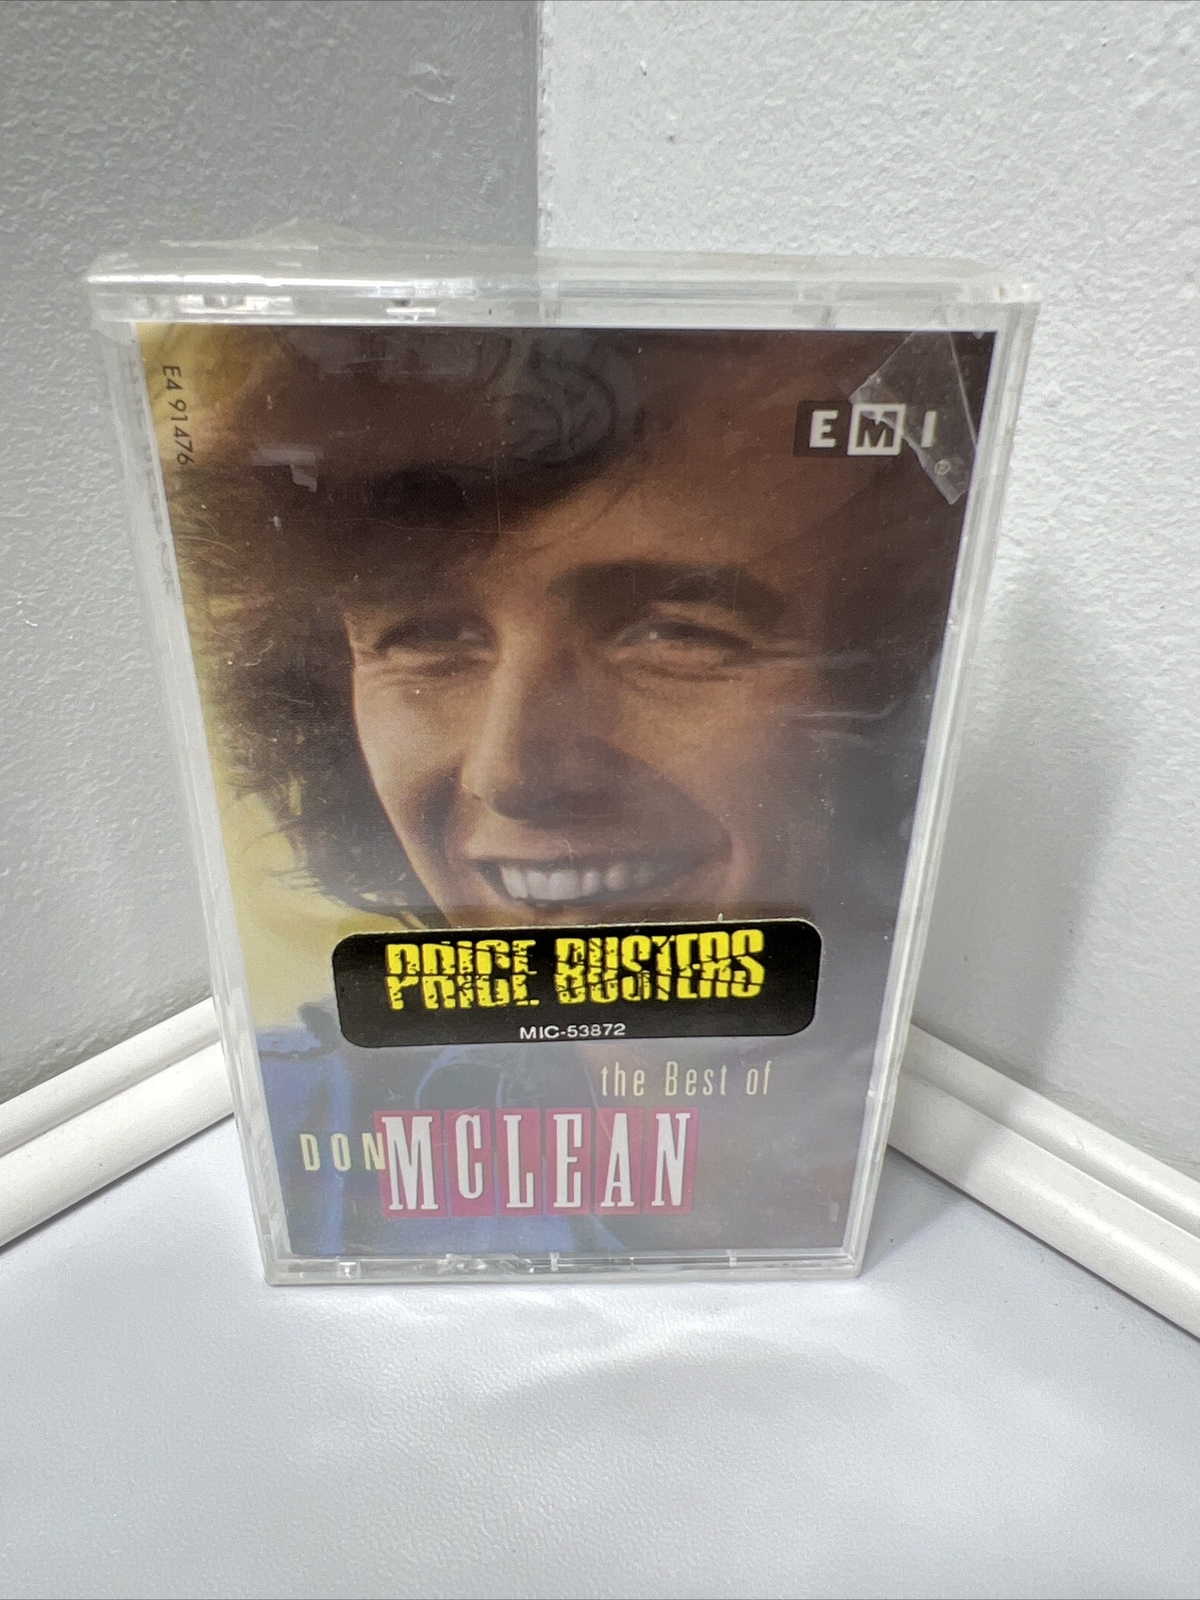 E4 91476
EMI
®
PRICE BUSTERS
MIC-53872
the Best of
DON MCLEAN